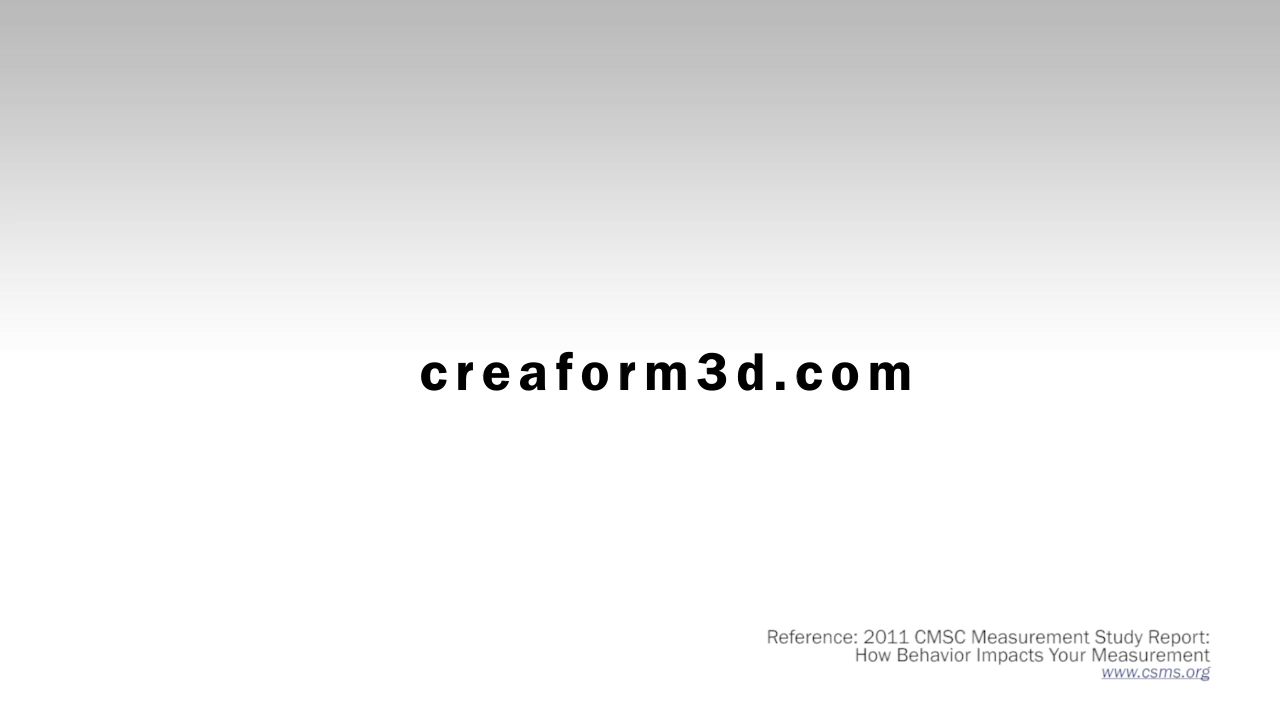 creaform3d.com
Reference: 2011 CMSC Measurement Study Report:
How Behavior Impacts Your Measurement
www.csms.org